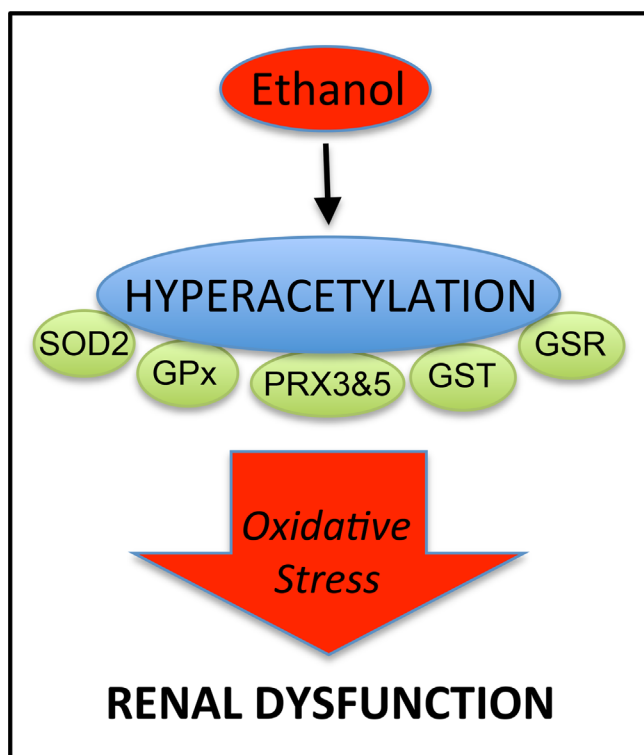 Ethanol
HYPERACETYLATION
SOD2
GPx
PRX3&5
GST
GSR
Oxidative
Stress
RENAL DYSFUNCTION